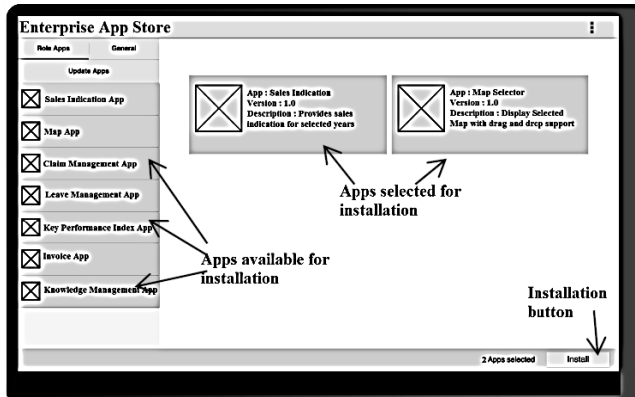 Enterprise App Store
Role Apps General
Update Apps
Sales Indication App
Map App
Claim Management App
Leave Management App
Key Performance Index App
Invoice App
Knowledge Management App
App : Sales Indication
Version : 1.0
Description : Provides sales
indication for selected years
App : Map Selector
Version : 1.0
Description : Display Selected
Map with drag and drop support
Apps selected for
installation
Apps available for
installation
Installation
button
2 Apps selected Install